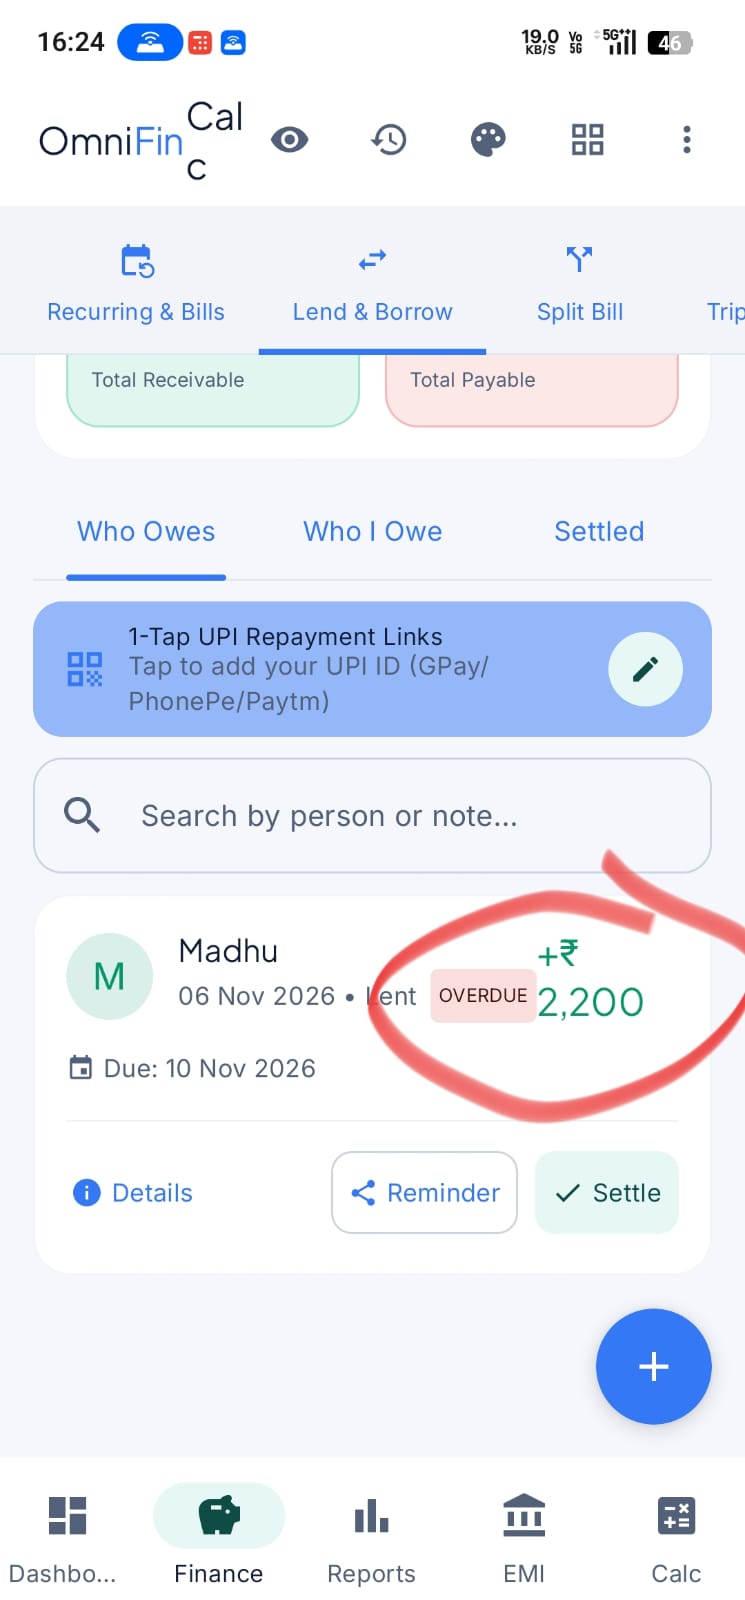 16:24
19.0 KB/S Vo 5G 5G++ 46
OmniFin Cal
c
Recurring & Bills Lend & Borrow Split Bill Trip
Total Receivable Total Payable
Who Owes Who I Owe Settled
1-Tap UPI Repayment Links
Tap to add your UPI ID (GPay/
PhonePe/Paytm)
Search by person or note...
M
Madhu
06 Nov 2026 • Lent OVERDUE
+₹
2,200
Due: 10 Nov 2026
Details Reminder Settle
Dashbo... Finance Reports EMI Calc